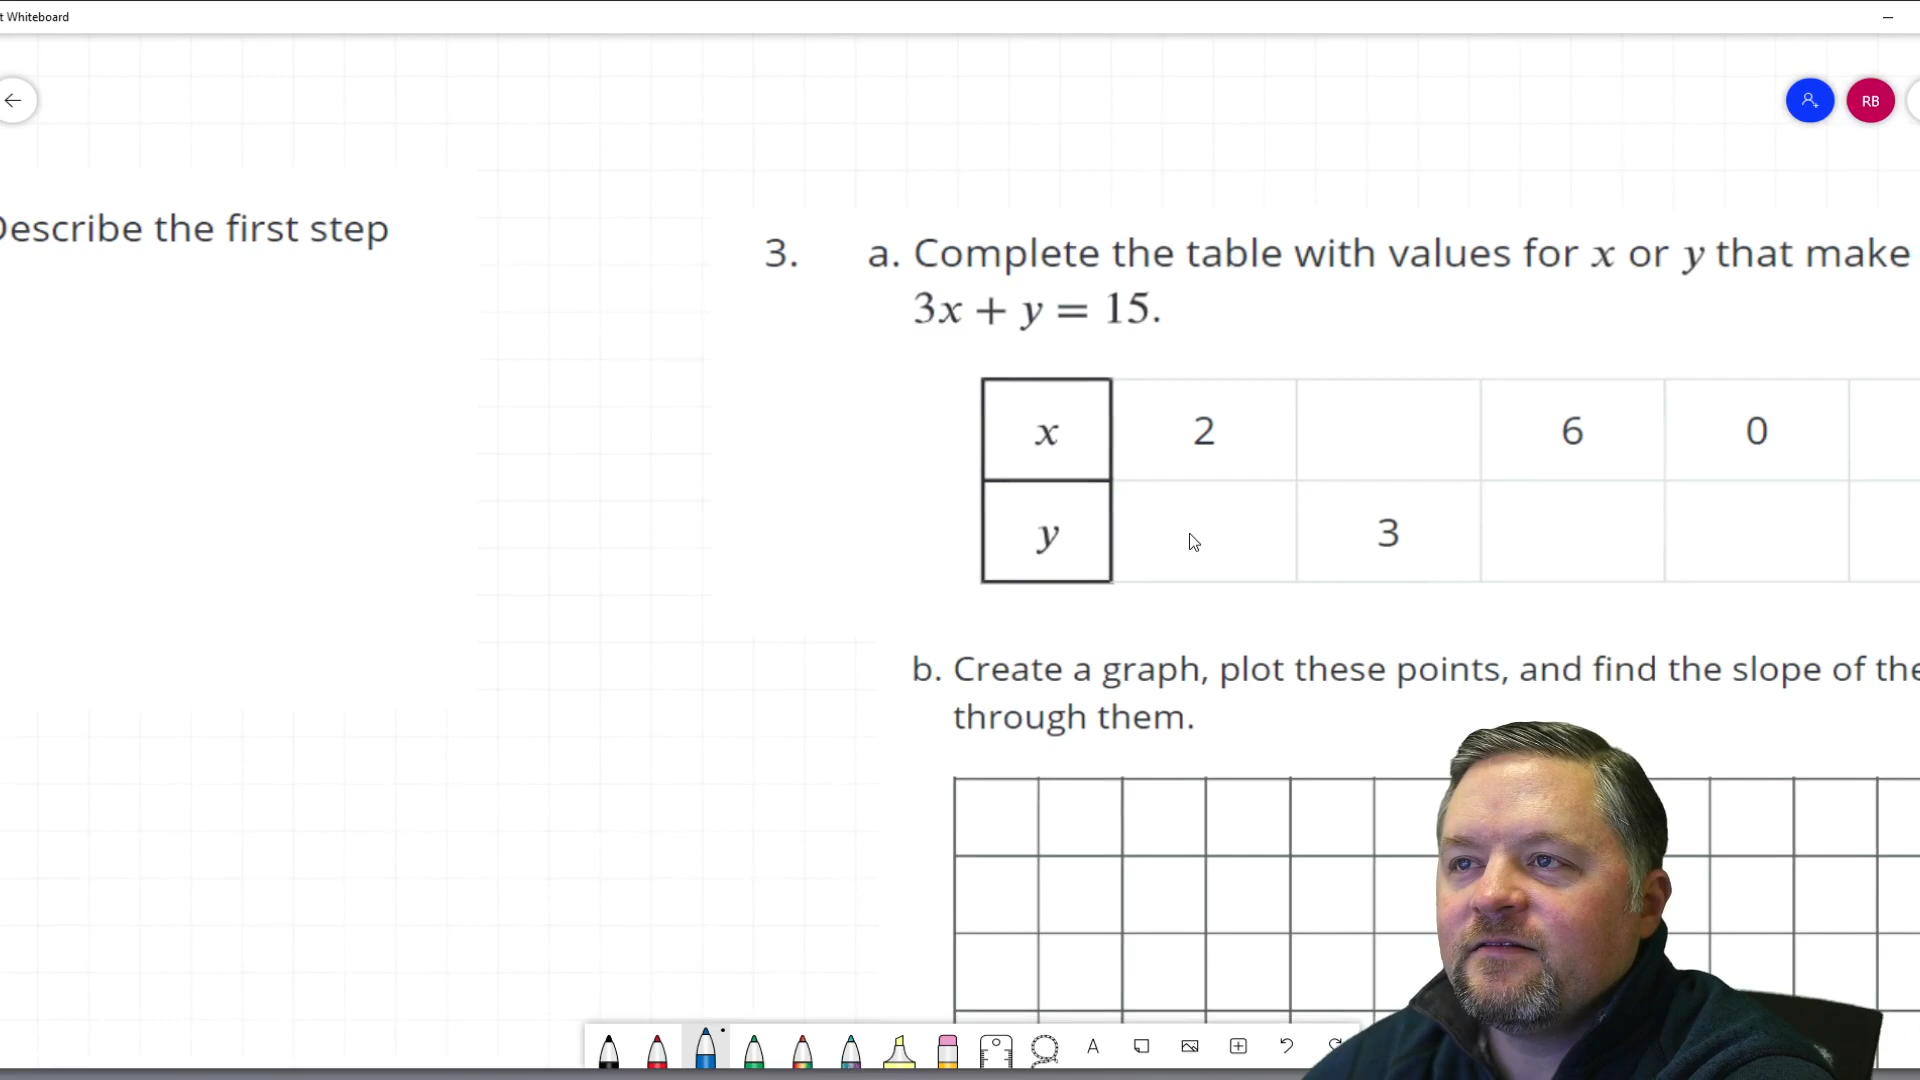 t Whiteboard
RB
Describe the first step
3. a. Complete the table with values for x or y that make
3x + y = 15.
x 2 6 0
y 3
b. Create a graph, plot these points, and find the slope of the
through them.
A